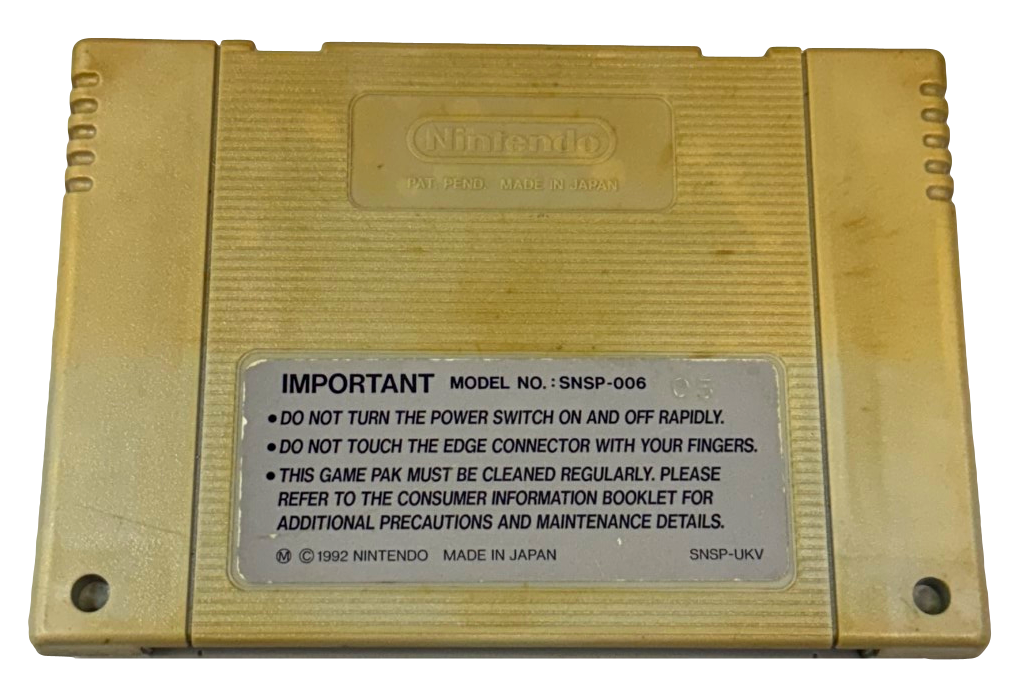 Nintendo
PAT. PEND. MADE IN JAPAN
IMPORTANT MODEL NO.: SNSP-006 05
• DO NOT TURN THE POWER SWITCH ON AND OFF RAPIDLY.
• DO NOT TOUCH THE EDGE CONNECTOR WITH YOUR FINGERS.
• THIS GAME PAK MUST BE CLEANED REGULARLY. PLEASE
REFER TO THE CONSUMER INFORMATION BOOKLET FOR
ADDITIONAL PRECAUTIONS AND MAINTENANCE DETAILS.
Ⓜ © 1992 NINTENDO MADE IN JAPAN SNSP-UKV